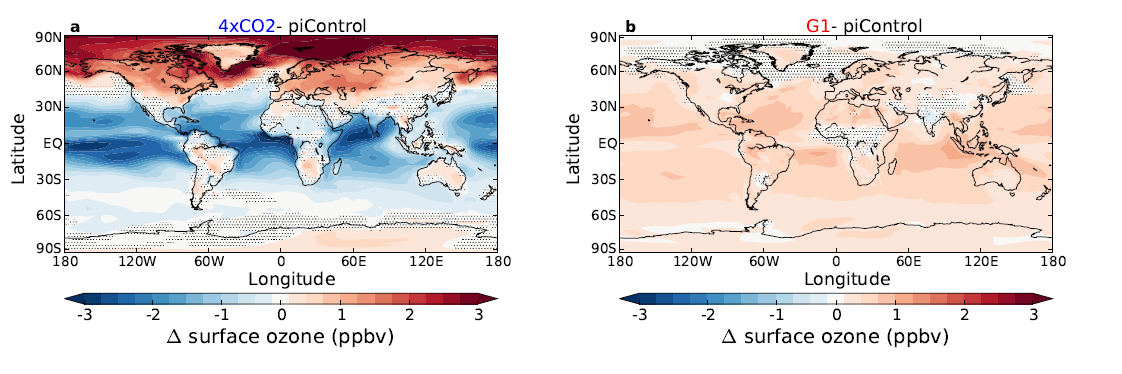 a 4xCO2- piControl
90N
60N
30N
EQ
30S
60S
90S
Latitude
180 120W 60W 0 60E 120E 180
Longitude
-3 -2 -1 0 1 2 3
Δ surface ozone (ppbv)
b G1- piControl
90N
60N
30N
EQ
30S
60S
90S
Latitude
180 120W 60W 0 60E 120E 180
Longitude
-3 -2 -1 0 1 2 3
Δ surface ozone (ppbv)